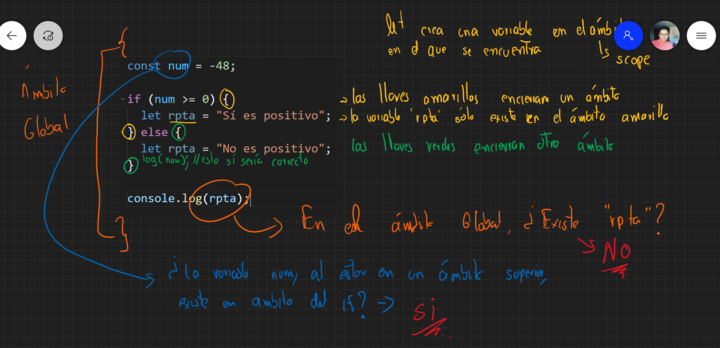 let crea una variable en el ámbito
en el que se encuentra
↳ scope
{
const num = -48;
Ámbito
Global
if (num >= 0) {
let rpta = "Sí es positivo";
} else {
let rpta = "No es positivo";
log(num); //Esto si sería correcto
}
console.log(rpta);
}
→ las llaves amarillas encierran un ámbito
→ la variable 'rpta' sólo existe en el ámbito amarillo
las llaves verdes encierran otro ámbito
→ En el ámbito Global, ¿Existe "rpta"?
→ NO
→ ¿La variable num, al estar en un ámbito superior,
existe en ambito del if? → si